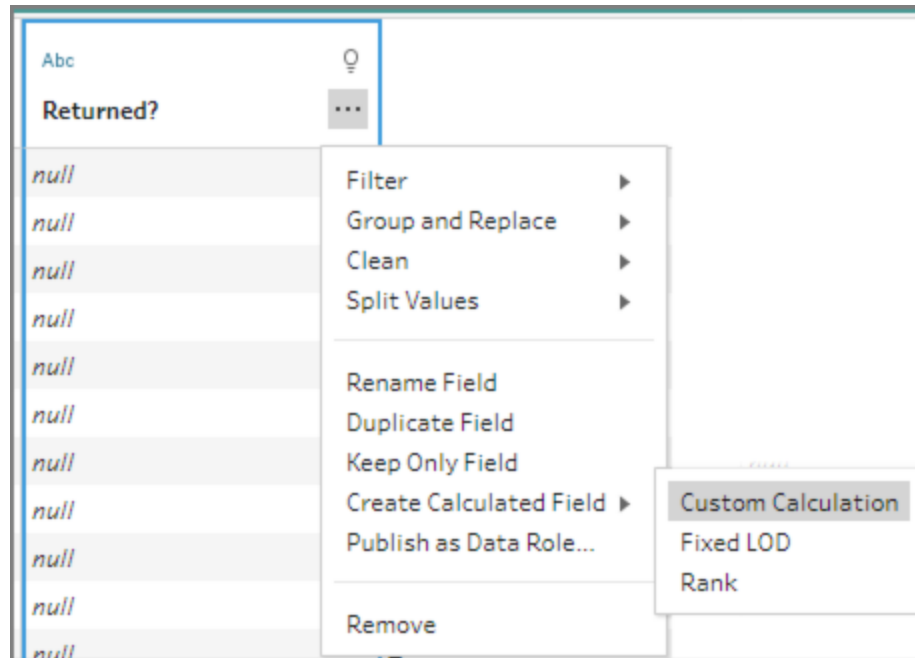 Abc
Returned?
null
null
null
null
null
null
null
null
null
null
null
Filter
Group and Replace
Clean
Split Values
Rename Field
Duplicate Field
Keep Only Field
Create Calculated Field
Publish as Data Role...
Remove
Custom Calculation
Fixed LOD
Rank